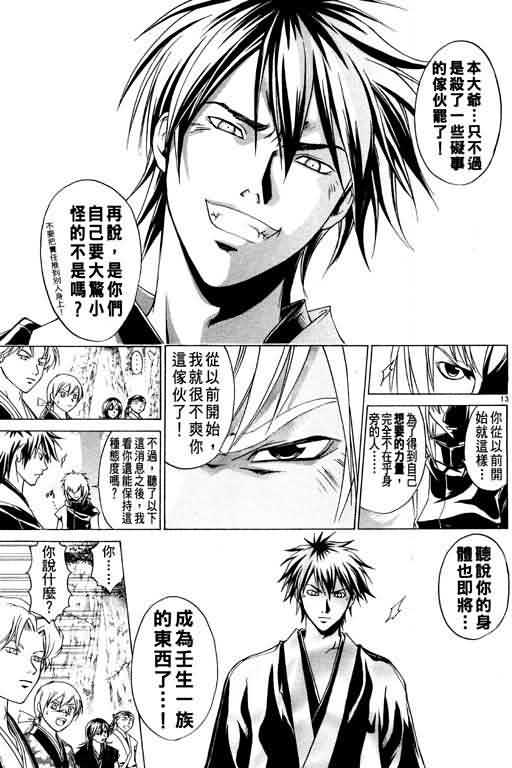 本大爺…只不過
是殺了一些礙事
的傢伙罷了！
再說，是你們
自己要大驚小
怪的不是嗎？
不要把責任推到別人身上！
13
你從以前開
始就這樣…
為了得到自己
想要的力量，
完全不在乎身
旁的人…
從以前開始，
我就很不爽你
這傢伙了！
不過，聽了以下
這消息之後，我
看你還能保持這
種態度嗎？
聽說你的身
體也即將…
成為壬生一族
的東西了…！
你…
你說什麼？